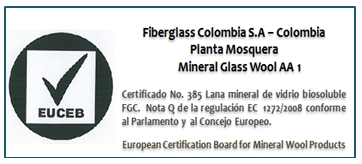 EUCEB
Fiberglass Colombia S.A – Colombia
Planta Mosquera
Mineral Glass Wool AA 1
Certificado No. 385 Lana mineral de vidrio biosoluble
FGC. Nota Q de la regulación EC 1272/2008 conforme
al Parlamento y al Concejo Europeo.
European Certification Board for Mineral Wool Products